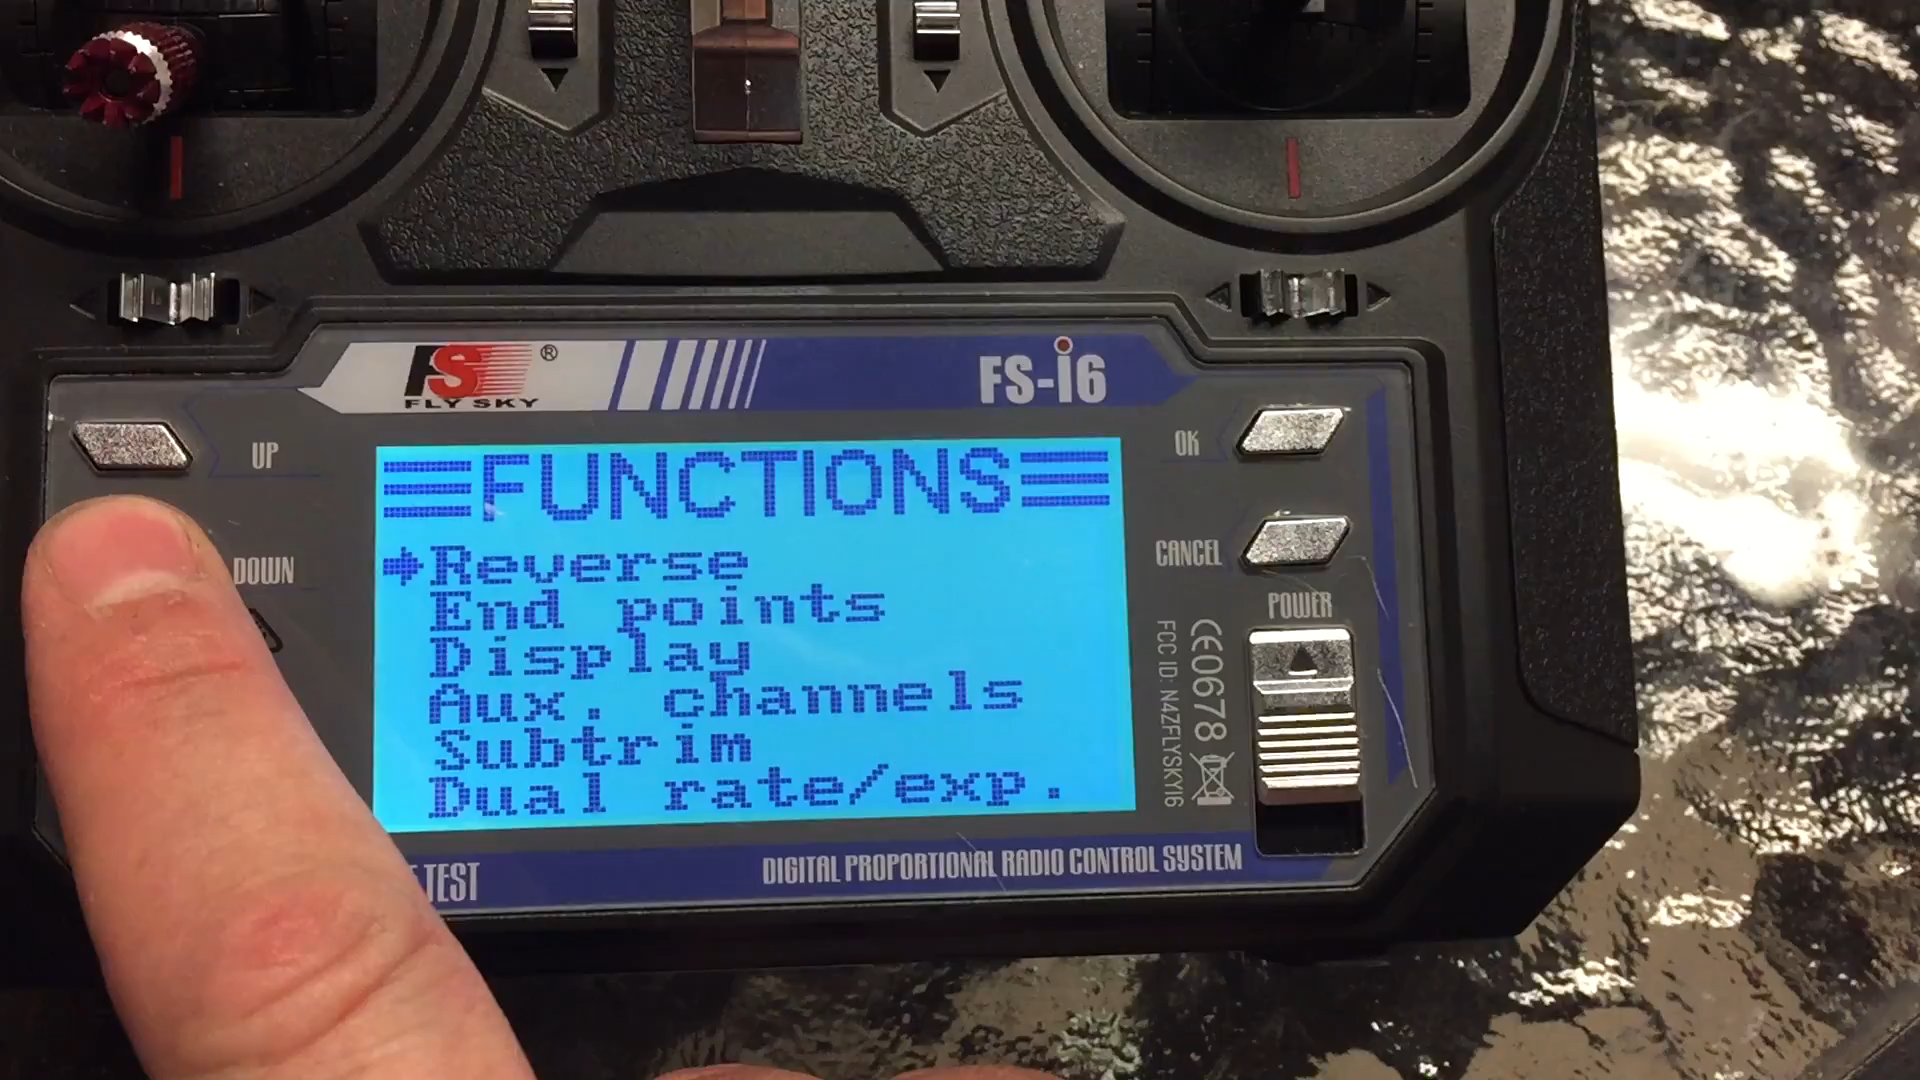 FLY SKY ®
FS-i6
UP
OK
DOWN
CANCEL
POWER
FUNCTIONS
Reverse
End points
Display
Aux. channels
Subtrim
Dual rate/exp.
CE0678
FCC ID: N4ZFLYSKYI6
TEST
DIGITAL PROPORTIONAL RADIO CONTROL SYSTEM